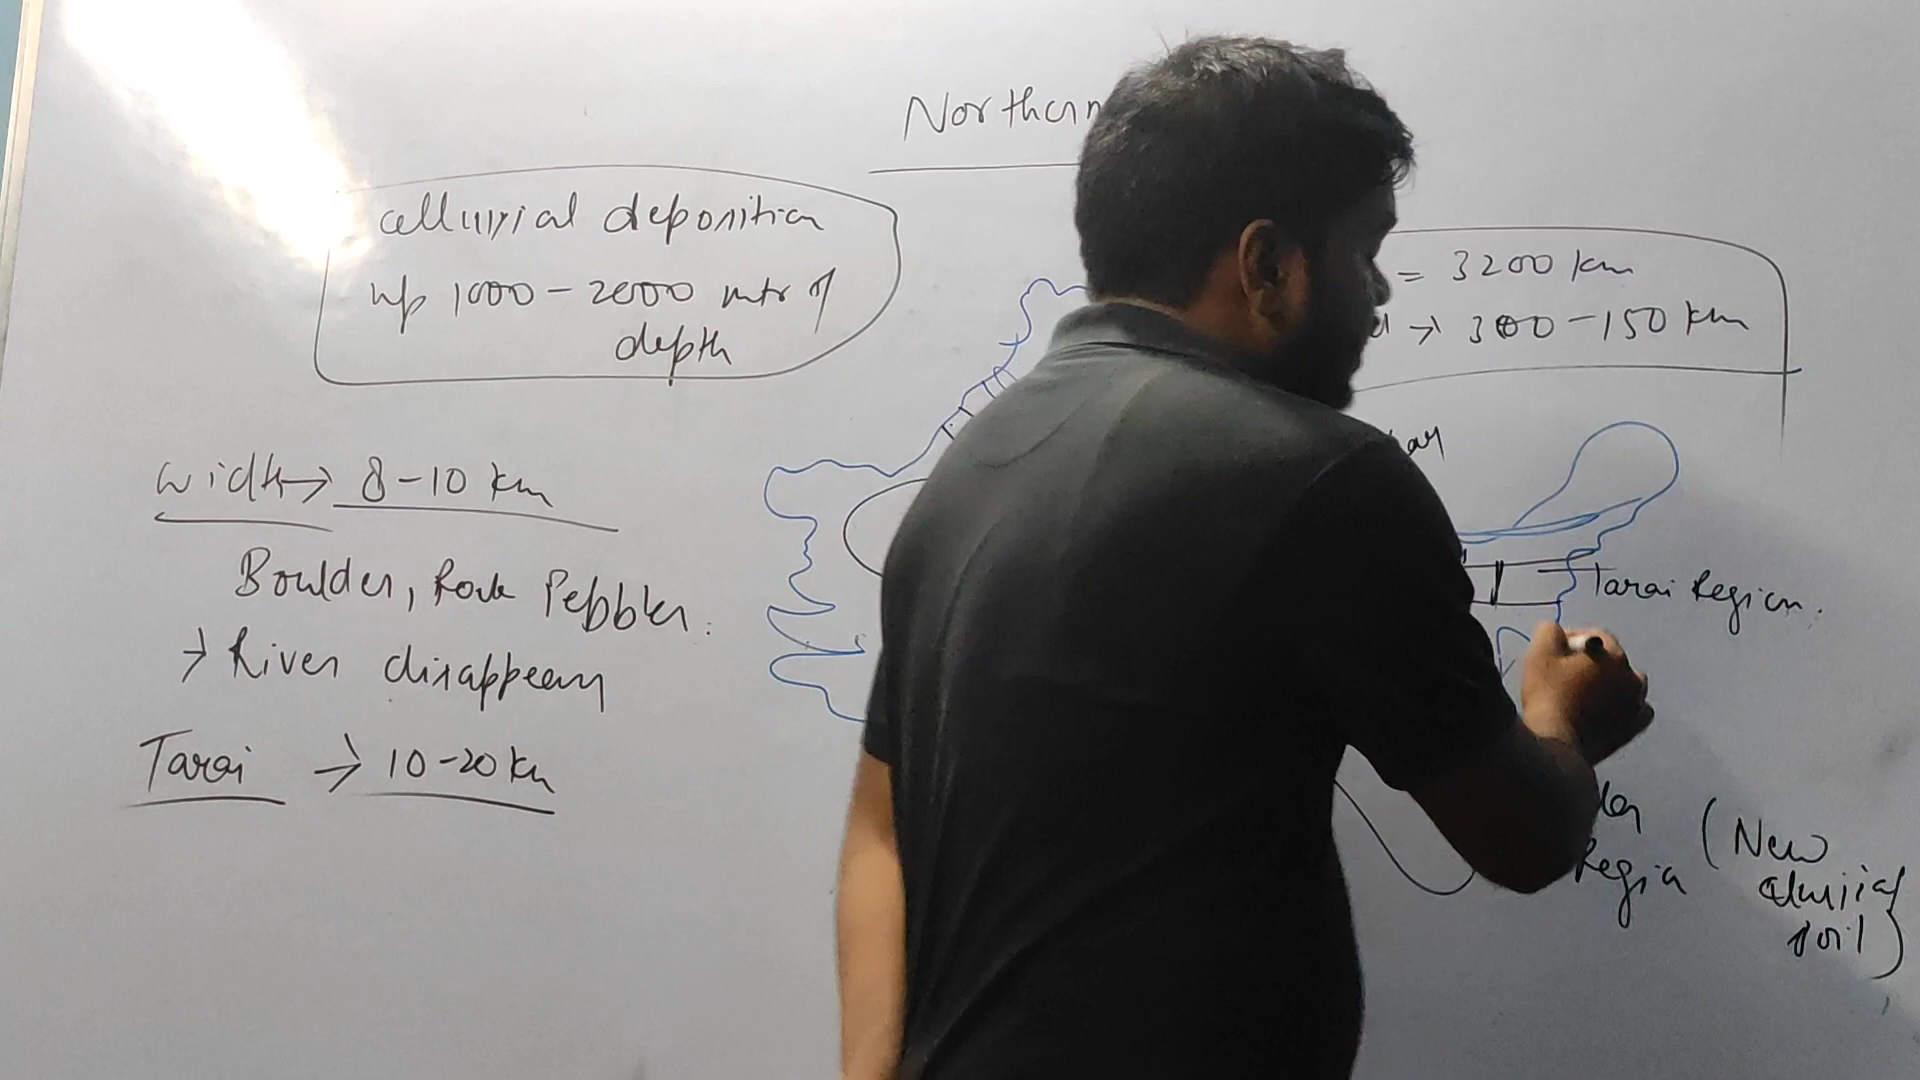 Northern
alluvial deposition
up 1000-2000 mtr of
depth
= 3200 km
→ 300-150 km
width → 8-10 km
Boulder, Rock Pebbles.
→ River disappears
Tarai → 10-20 km
Tarai Region.
Region (New
alluvial
soil)